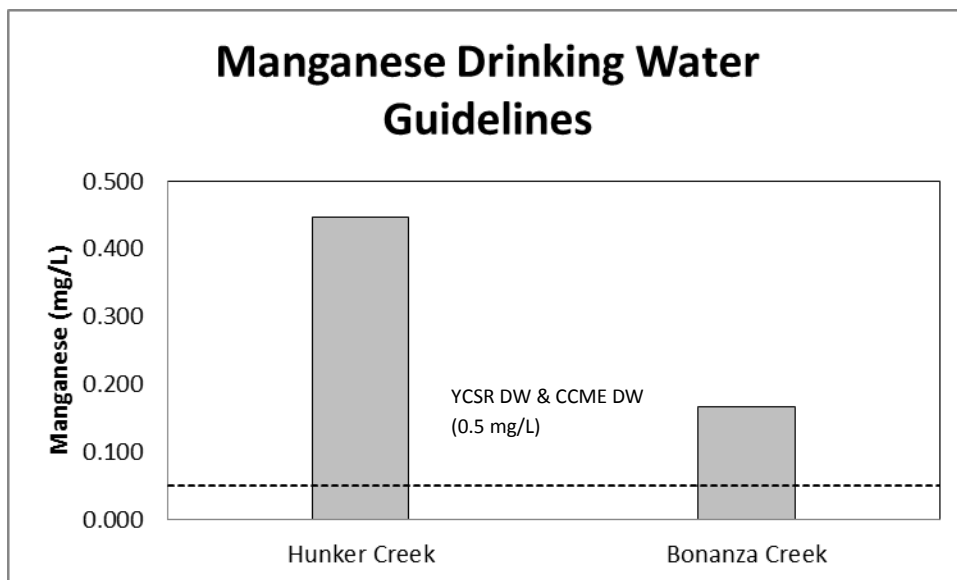 Manganese Drinking Water
Guidelines
0.500
0.400
0.300
0.200
0.100
0.000
Manganese (mg/L)
YCSR DW & CCME DW
(0.5 mg/L)
Hunker Creek
Bonanza Creek